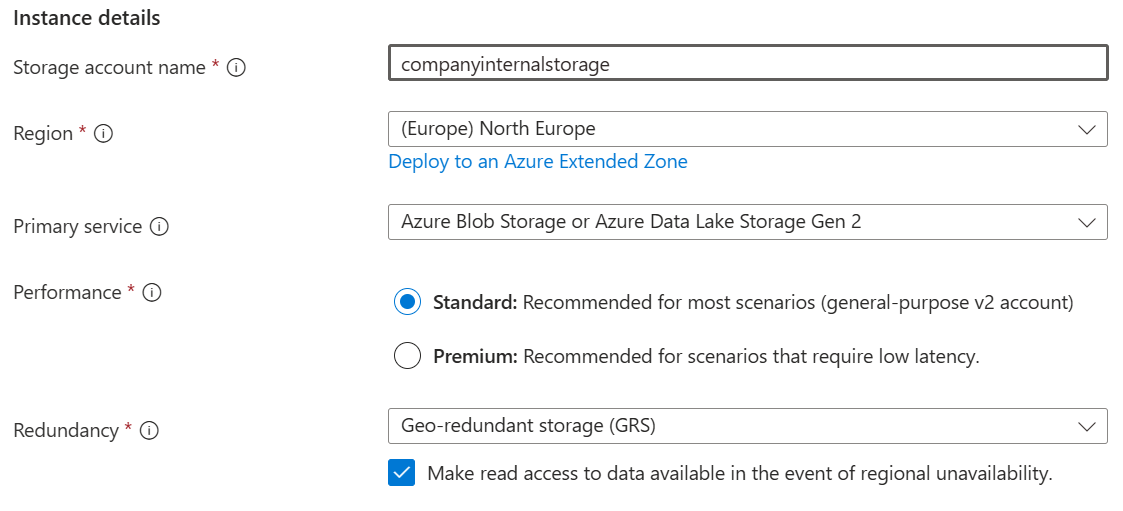 Instance details
Storage account name *
companyinternalstorage
Region *
(Europe) North Europe
Deploy to an Azure Extended Zone
Primary service
Azure Blob Storage or Azure Data Lake Storage Gen 2
Performance *
Standard: Recommended for most scenarios (general-purpose v2 account)
Premium: Recommended for scenarios that require low latency.
Redundancy *
Geo-redundant storage (GRS)
Make read access to data available in the event of regional unavailability.